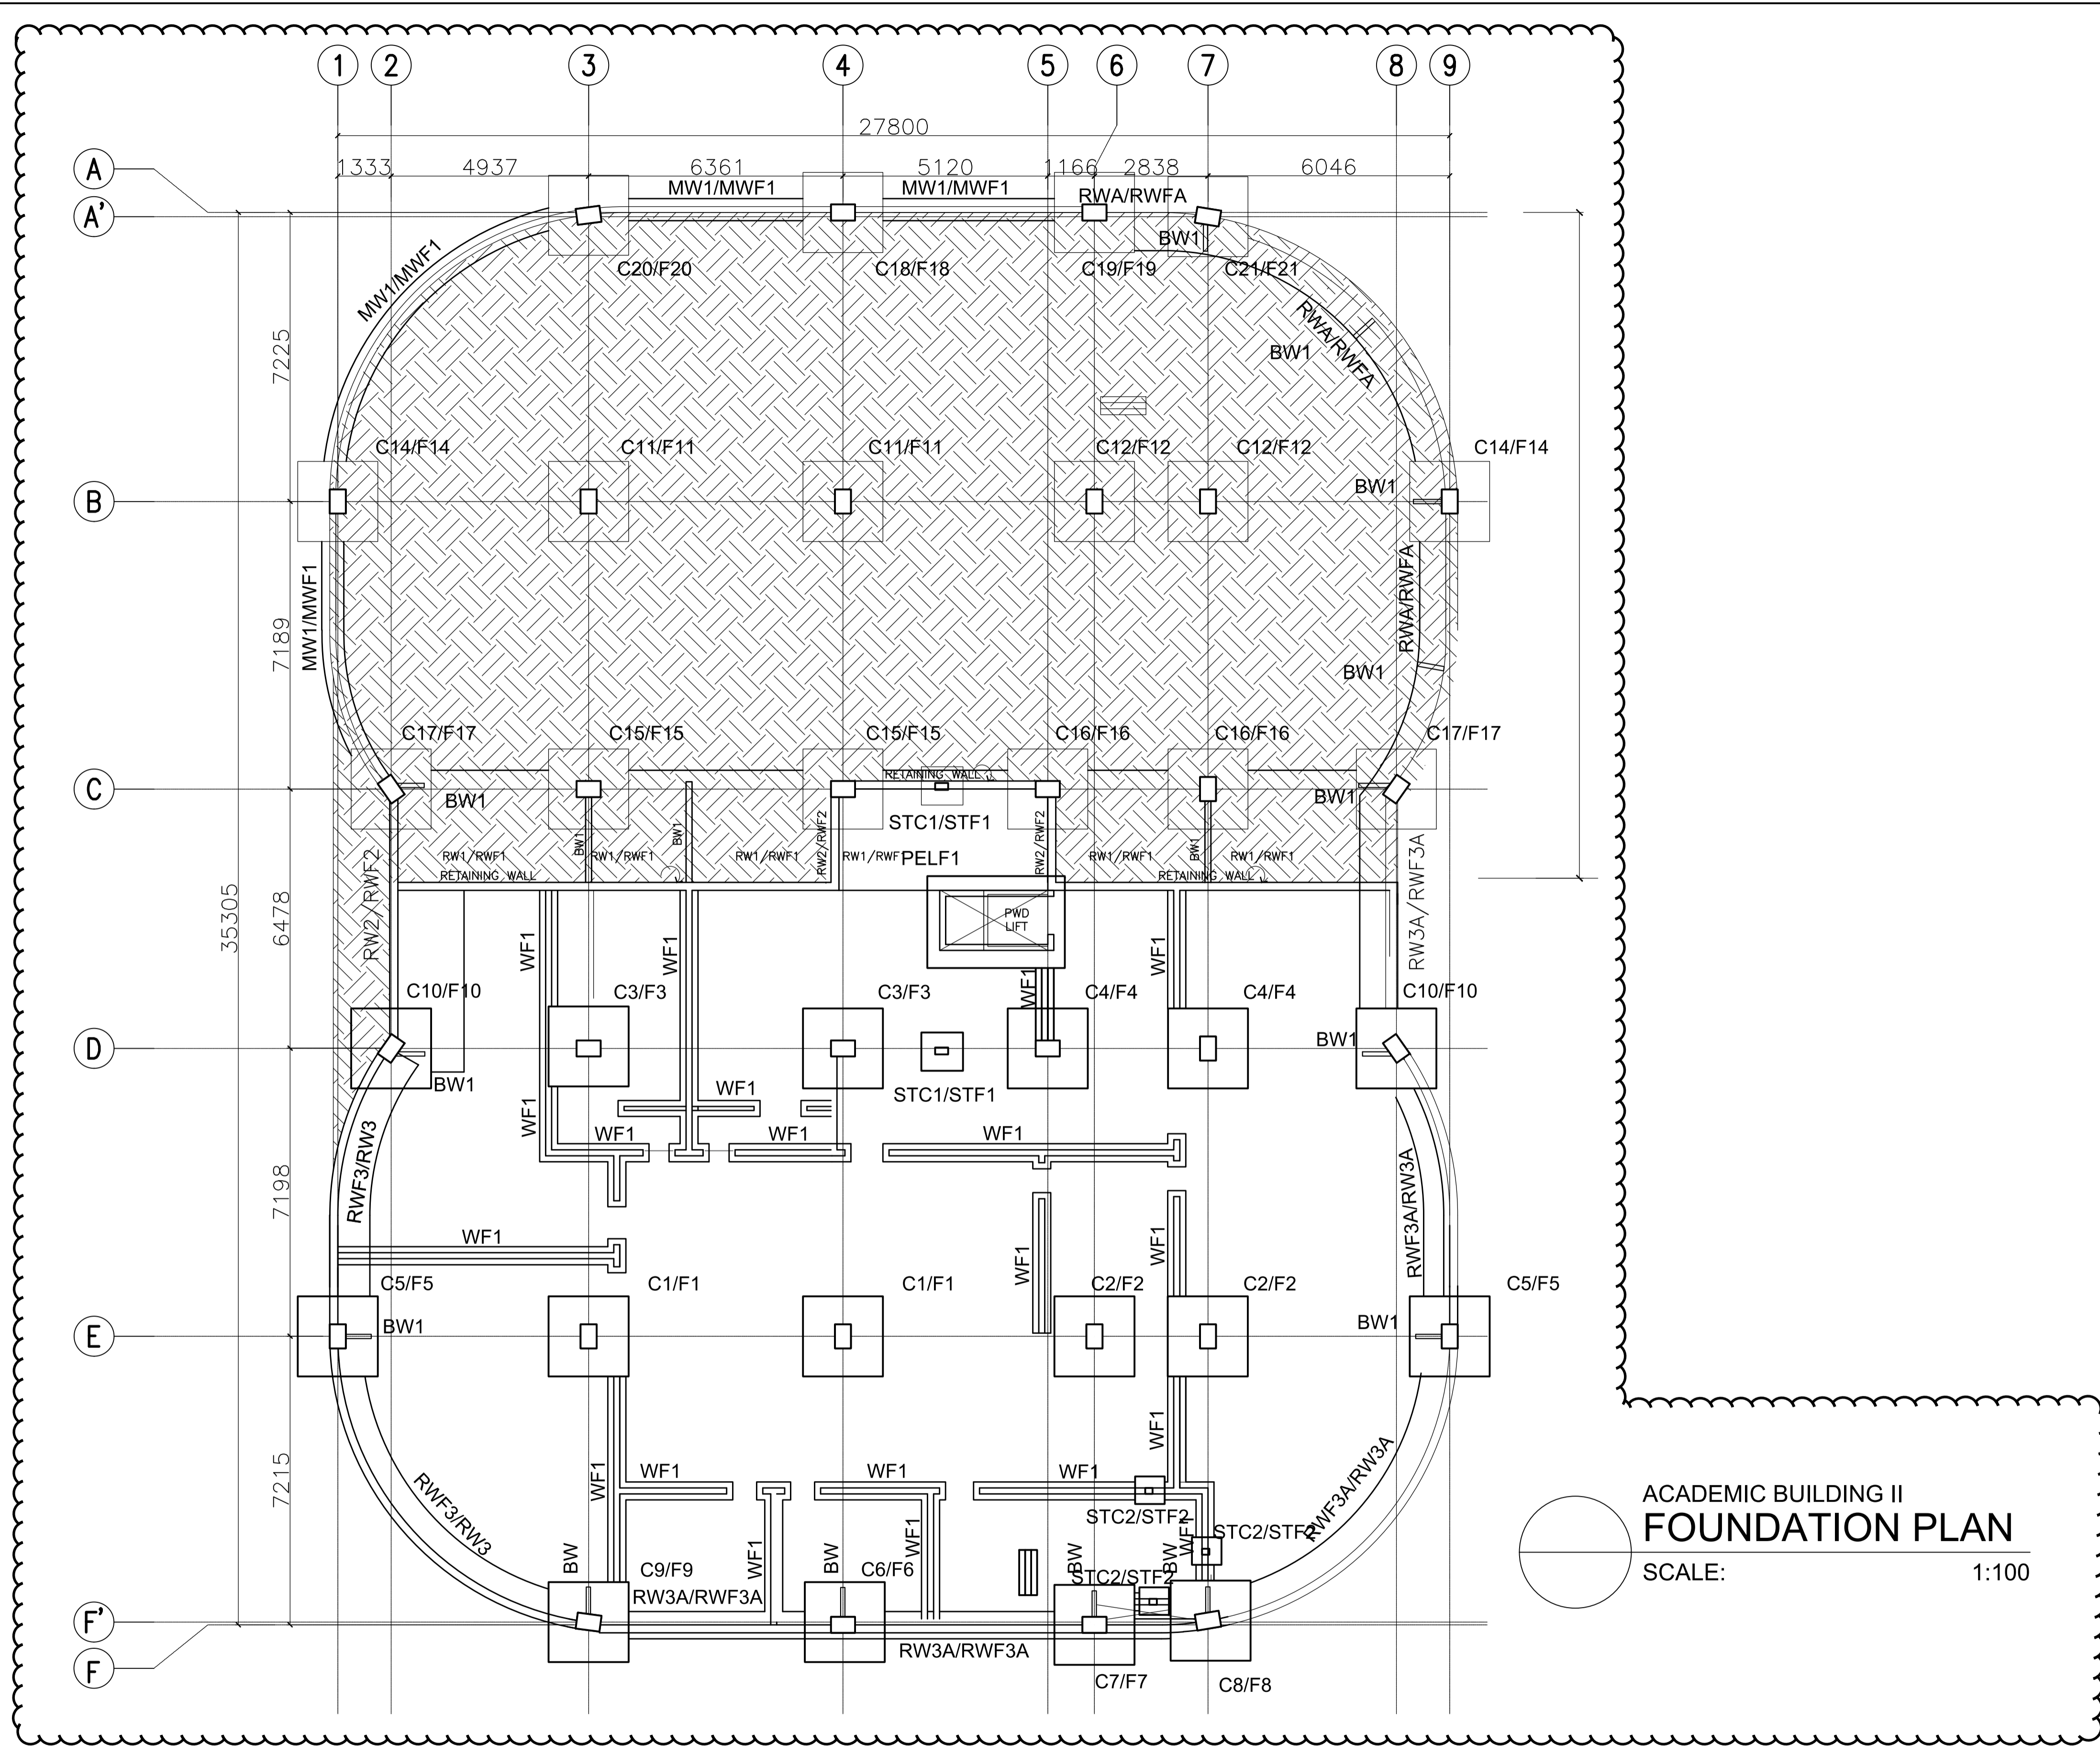 1 2 3 4 5 6 7 8 9
27800
A
1333 4937 6361 5120 1166 2838 6046
MW1/MWF1 MW1/MWF1 RWA/RWFA
A'
BW1
C20/F20 C18/F18 C19/F19 C21/F21
MW1/MWF1
RWA/RWFA
7225
BW1
C14/F14 C11/F11 C11/F11 C12/F12 C12/F12 C14/F14
B
BW1
MW1/MWF1
RWA/RWFA
7189
BW1
C17/F17 C15/F15 C15/F15 C16/F16 C16/F16 C17/F17
RETAINING WALL
C
BW1 BW1
STC1/STF1
BW1 BW1 RW2/RWF2 RW2/RWF2 BW1
RW1/RWF1 RW1/RWF1 RW1/RWF1 RW1/RWF PELF1 RW1/RWF1 RW1/RWF1
RETAINING WALL RETAINING WALL
RW2/RWF2
RW3A/RWF3A
35305
6478
PWD
LIFT
WF1 WF1 WF1 WF1
C10/F10 C3/F3 C3/F3 C4/F4 C4/F4 C10/F10
D
BW1
BW1
STC1/STF1
WF1
WF1
WF1 WF1 WF1
RWF3/RW3
RWF3A/RW3A
7198
WF1
WF1 WF1
C5/F5 C1/F1 C1/F1 C2/F2 C2/F2 C5/F5
E
BW1 BW1
WF1
RWF3A/RW3A
7215
WF1 WF1 WF1 WF1
RWF3/RW3
STC2/STF2
STC2/STF2
WF1
WF1 WF1
BW BW BW BW
C9/F9 C6/F6 STC2/STF2
RW3A/RWF3A
F'
RW3A/RWF3A
F
C7/F7 C8/F8
ACADEMIC BUILDING II
FOUNDATION PLAN
SCALE: 1:100